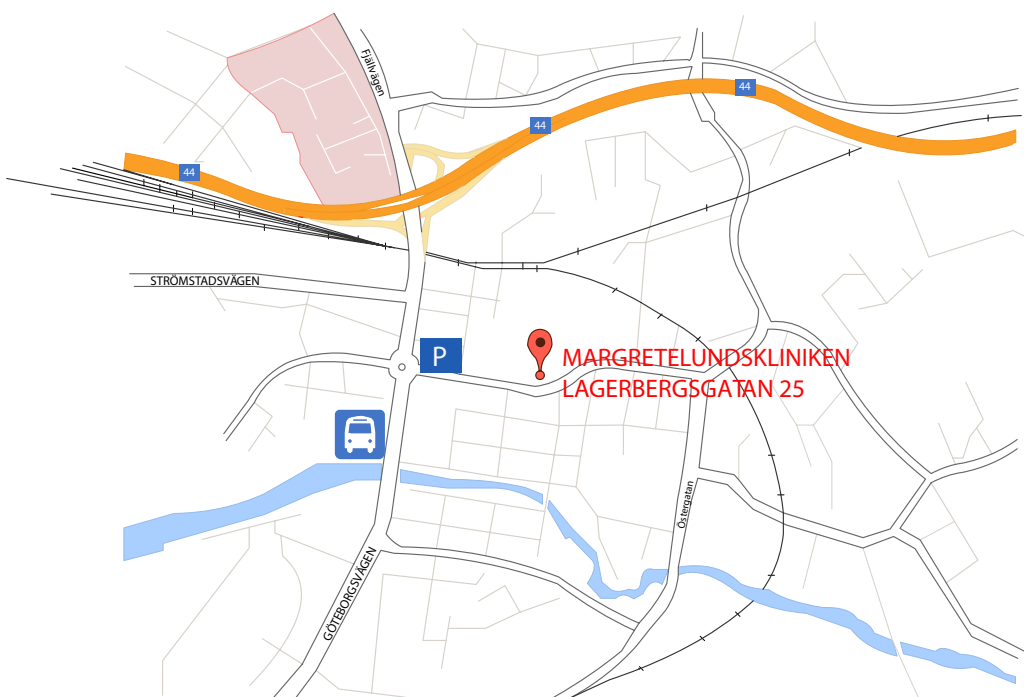 Fjällvägen
44
44
44
STRÖMSTADSVÄGEN
P
MARGRETELUNDSKLINIKEN
LAGERBERGSGATAN 25
Östergatan
GÖTEBORGSVÄGEN